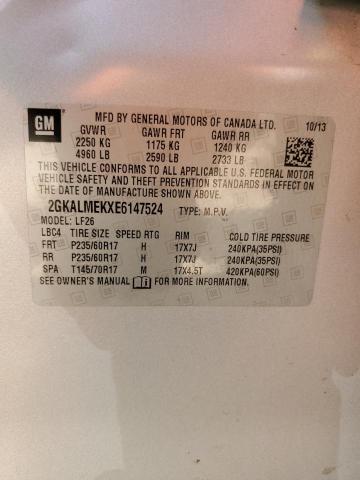 GM
MFD BY GENERAL MOTORS OF CANADA LTD. 10/13
GVWR GAWR FRT GAWR RR
2250 KG 1175 KG 1240 KG
4960 LB 2590 LB 2733 LB
THIS VEHICLE CONFORMS TO ALL APPLICABLE U.S. FEDERAL MOTOR
VEHICLE SAFETY AND THEFT PREVENTION STANDARDS IN EFFECT ON
THE DATE OF MANUFACTURE SHOWN ABOVE.
2GKALMEKXE6147524 TYPE: M.P.V.
MODEL: LF26
LBC4 TIRE SIZE SPEED RTG RIM COLD TIRE PRESSURE
FRT P235/60R17 H 17X7J 240KPA(35PSI)
RR P235/60R17 H 17X7J 240KPA(35PSI)
SPA T145/70R17 M 17X4.5T 420KPA(60PSI)
SEE OWNER'S MANUAL FOR MORE INFORMATION